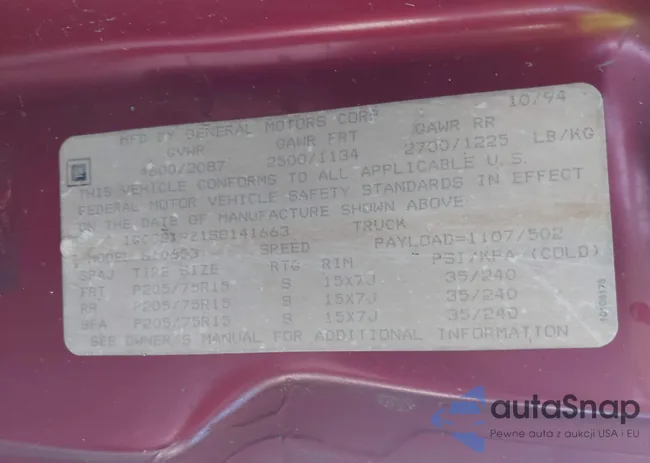 10/94
MFD BY GENERAL MOTORS CORP
GVWR GAWR FRT GAWR RR
4600/2087 2500/1134 2700/1225 LB/KG
THIS VEHICLE CONFORMS TO ALL APPLICABLE U.S.
FEDERAL MOTOR VEHICLE SAFETY STANDARDS IN EFFECT
ON THE DATE OF MANUFACTURE SHOWN ABOVE
TRUCK
MODEL: S10653 PAYLOAD=1107/502
SPEED
TIRE SIZE RTG RIM PSI/KPA (COLD)
FRT P205/75R15 S 15X7J 35/240
RR P205/75R15 S 15X7J 35/240
SPA P205/75R15 S 15X7J 35/240
SEE OWNER'S MANUAL FOR ADDITIONAL INFORMATION
autaSnap
Pewne auta z aukcji USA i EU